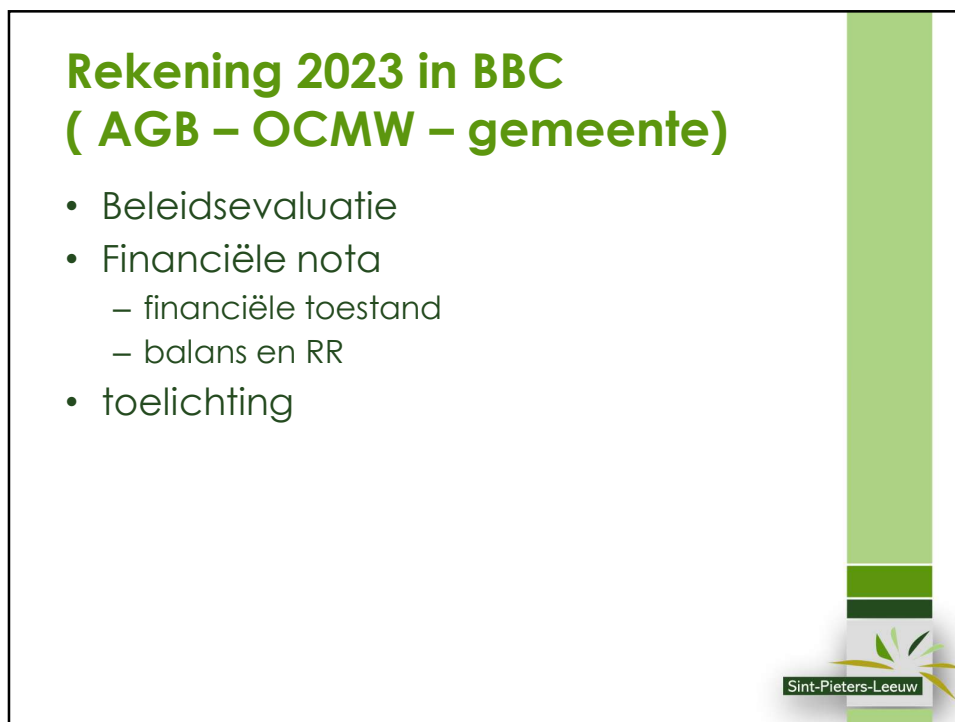 Rekening 2023 in BBC
( AGB – OCMW – gemeente)
• Beleidsevaluatie
• Financiële nota
– financiële toestand
– balans en RR
• toelichting
Sint-Pieters-Leeuw